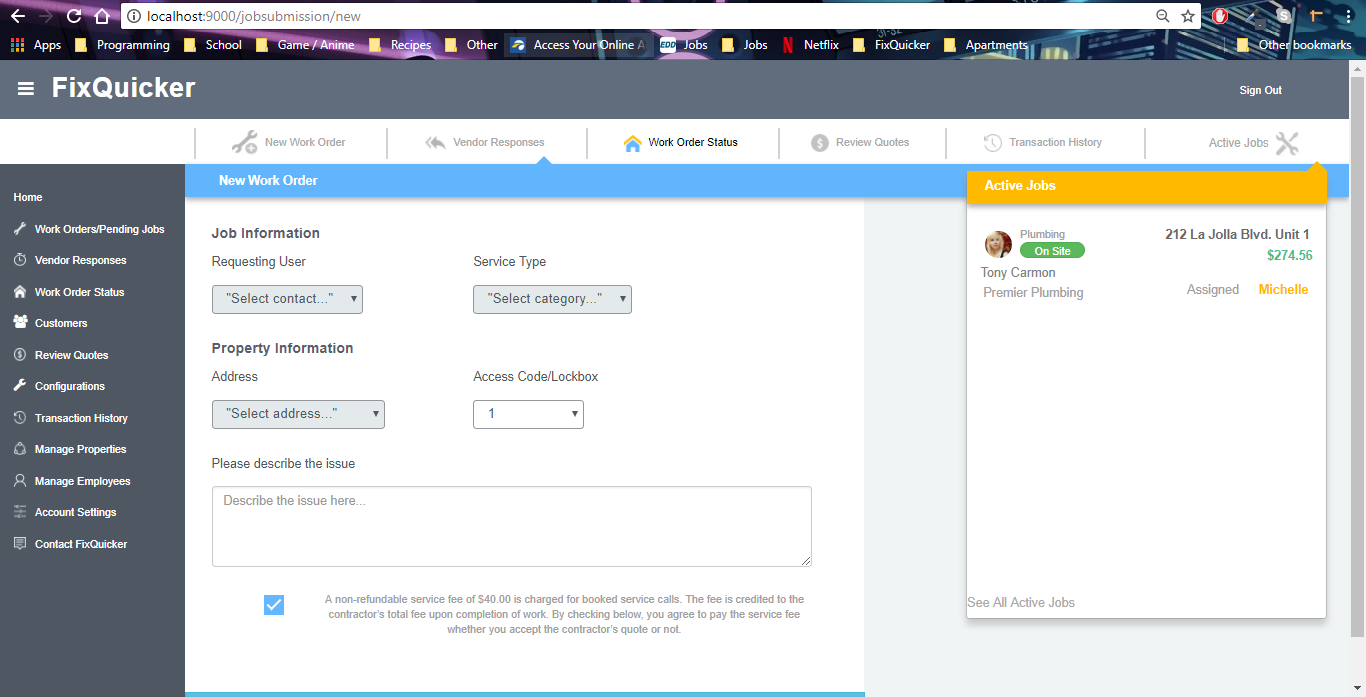 localhost:9000/jobsubmission/new
Apps Programming School Game / Anime Recipes Other Access Your Online A EDD Jobs Jobs Netflix FixQuicker Apartments Other bookmarks
FixQuicker
Sign Out
New Work Order Vendor Responses Work Order Status Review Quotes Transaction History Active Jobs
New Work Order
Active Jobs
Home
Work Orders/Pending Jobs
Vendor Responses
Work Order Status
Customers
Review Quotes
Configurations
Transaction History
Manage Properties
Manage Employees
Account Settings
Contact FixQuicker
Job Information
Requesting User Service Type
"Select contact..." "Select category..."
Property Information
Address Access Code/Lockbox
"Select address..." 1
Please describe the issue
Describe the issue here...
A non-refundable service fee of $40.00 is charged for booked service calls. The fee is credited to the
contractor's total fee upon completion of work. By checking below, you agree to pay the service fee
whether you accept the contractor's quote or not.
Plumbing
On Site
212 La Jolla Blvd. Unit 1
$274.56
Tony Carmon
Premier Plumbing
Assigned Michelle
See All Active Jobs